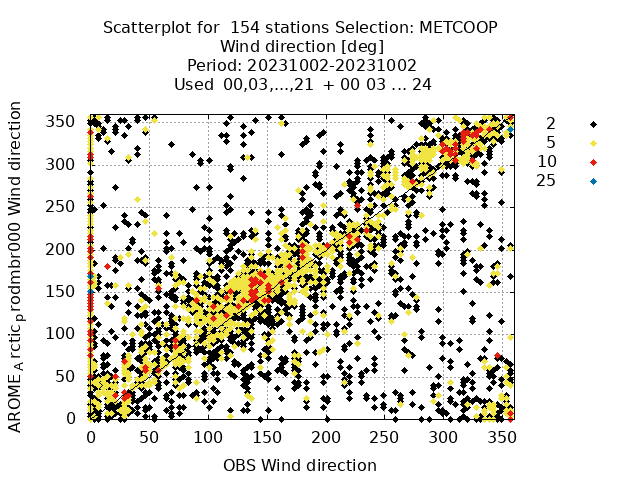 Scatterplot for  154 stations Selection: METCOOP
Wind direction [deg]
Period: 20231002-20231002
Used  00,03,...,21  + 00 03 ... 24
AROME_Arctic_prodmbr000 Wind direction
350
300
250
200
150
100
50
0
0 50 100 150 200 250 300 350
OBS Wind direction
2
5
10
25